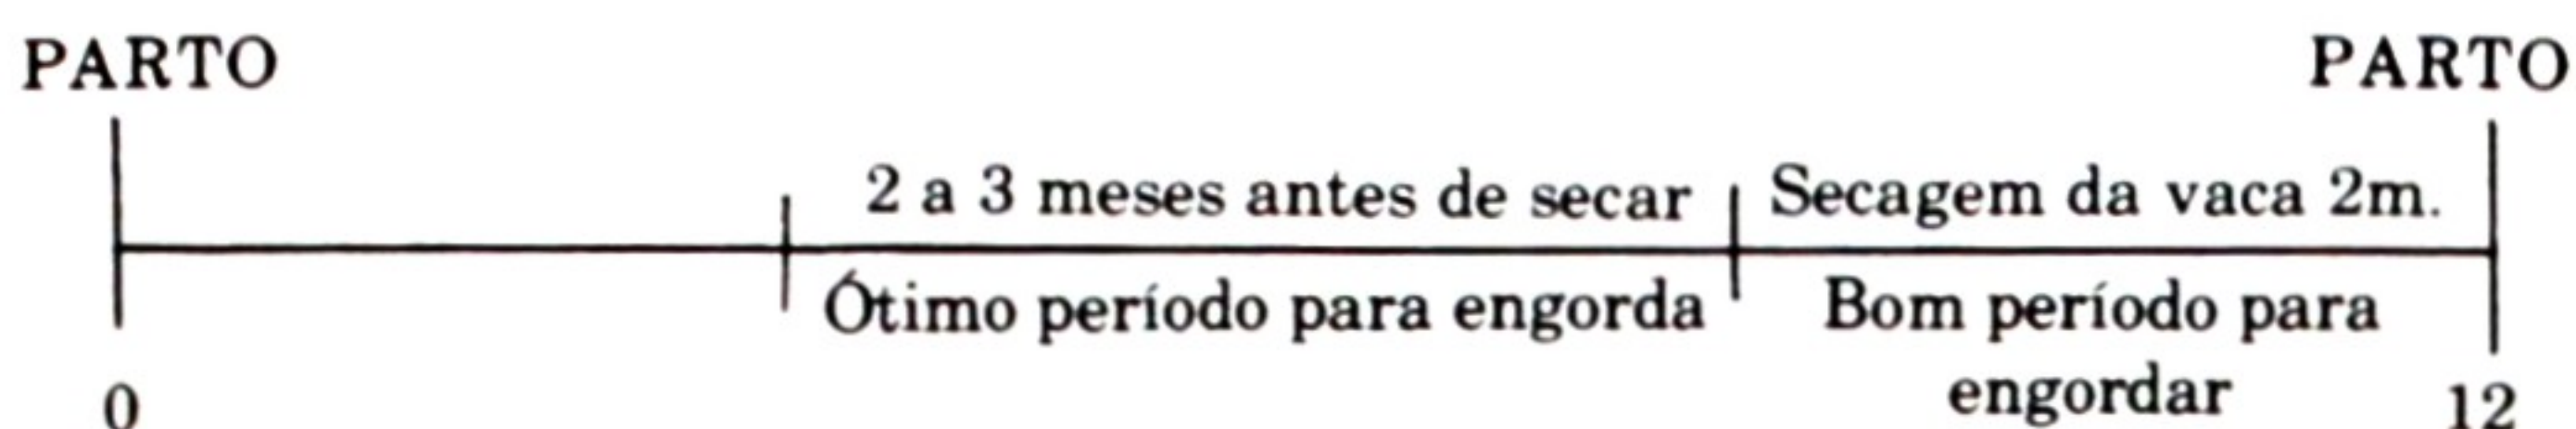 PARTO PARTO
2 a 3 meses antes de secar Secagem da vaca 2m.
Ótimo período para engorda Bom período para
engordar
0 12